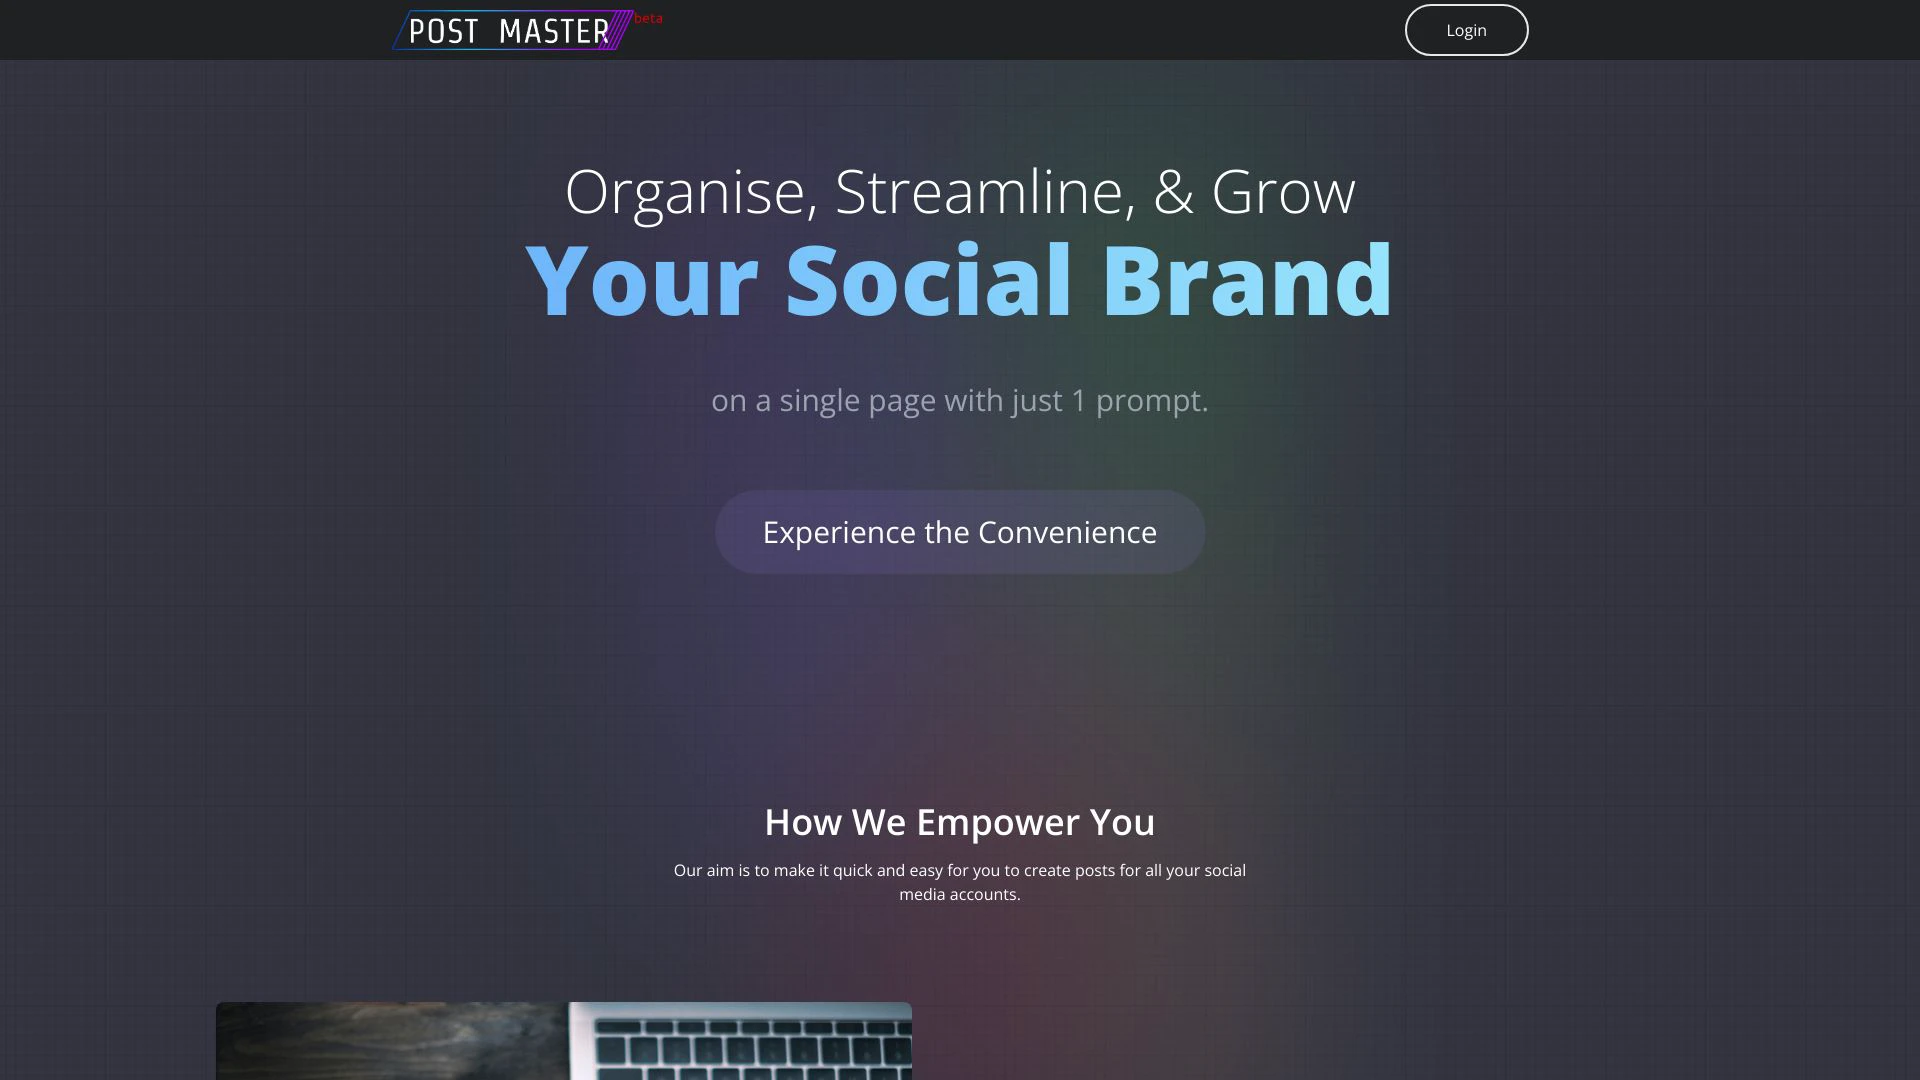 POST MASTER beta
Login
Organise, Streamline, & Grow
Your Social Brand
on a single page with just 1 prompt.
Experience the Convenience
How We Empower You
Our aim is to make it quick and easy for you to create posts for all your social
media accounts.